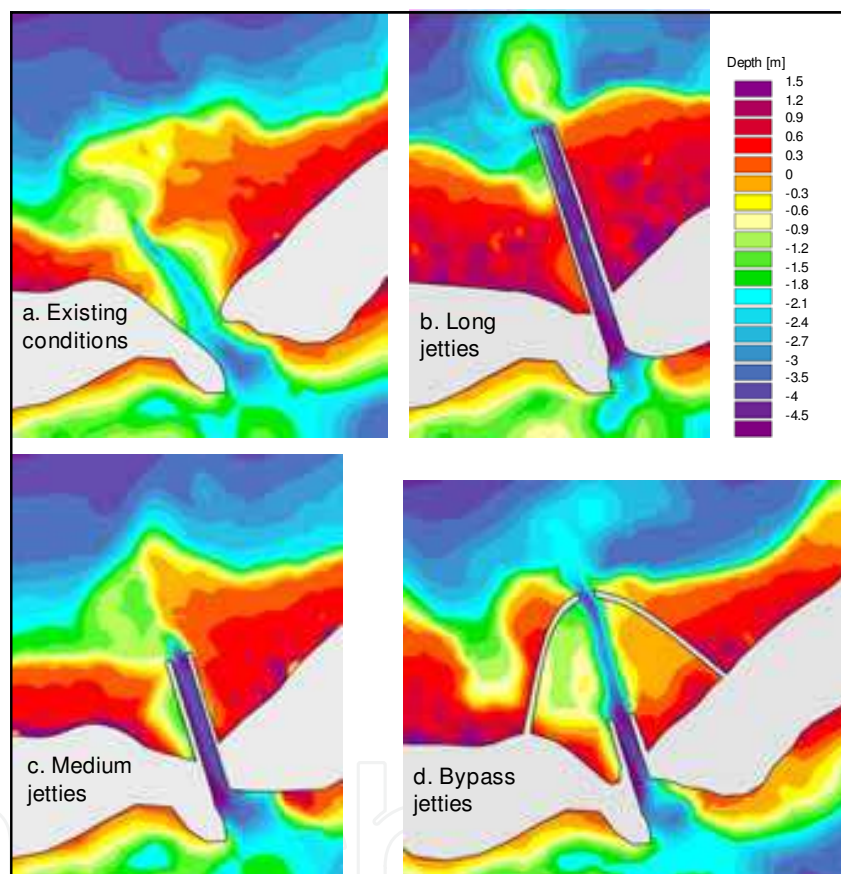 a. Existing
conditions
b. Long
jetties
Depth [m]
1.5
1.2
0.9
0.6
0.3
0
-0.3
-0.6
-0.9
-1.2
-1.5
-1.8
-2.1
-2.4
-2.7
-3
-3.5
-4
-4.5
c. Medium
jetties
d. Bypass
jetties